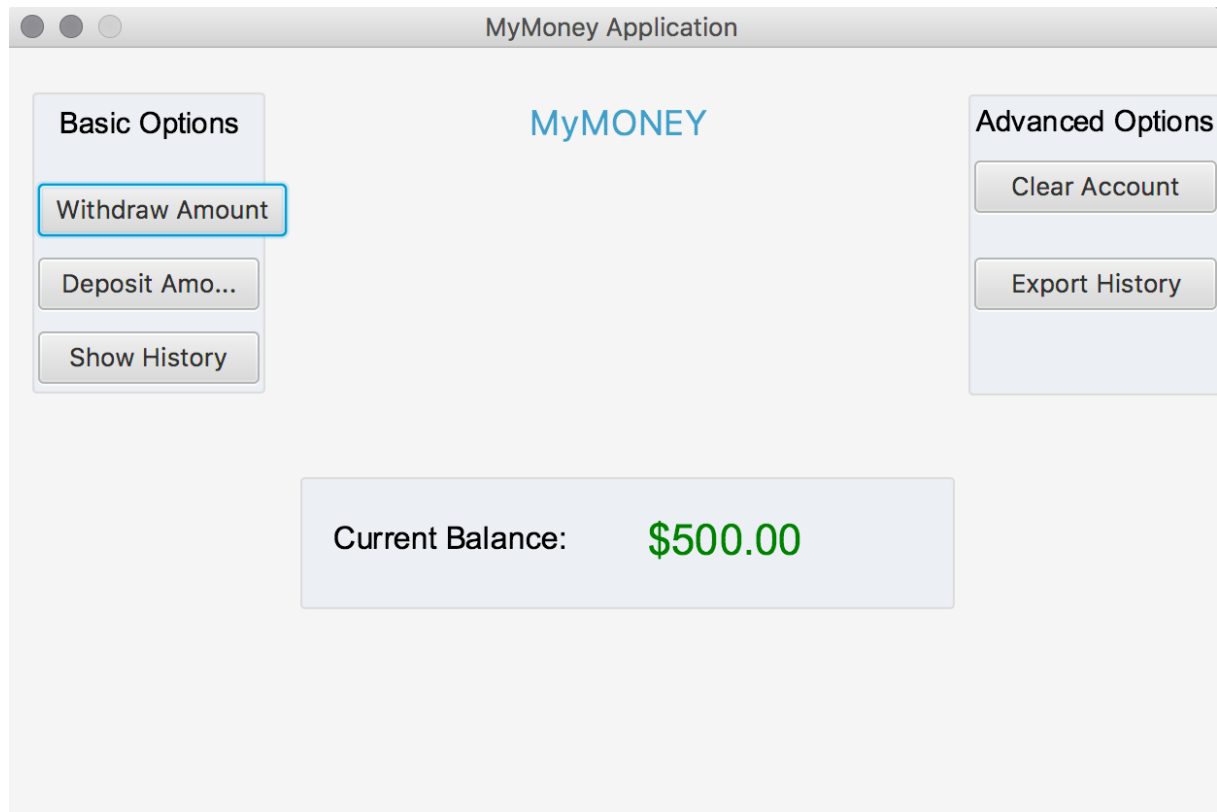 MyMoney Application
Basic Options
Withdraw Amount
Deposit Amo...
Show History
MyMONEY
Advanced Options
Clear Account
Export History
Current Balance: $500.00